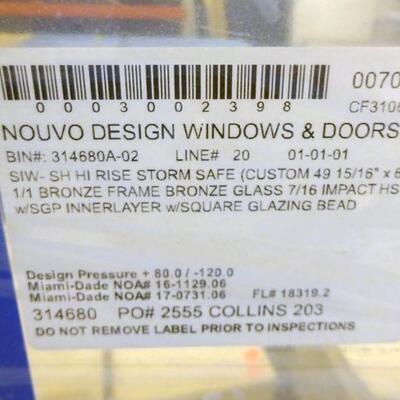 0070
000302398
CF3105
NOUVO DESIGN WINDOWS & DOORS
BIN#: 314680A-02 LINE# 20 01-01-01
SIW- SH HI RISE STORM SAFE (CUSTOM 49 15/16" x 6
1/1 BRONZE FRAME BRONZE GLASS 7/16 IMPACT HS
w/SGP INNERLAYER w/SQUARE GLAZING BEAD
Design Pressure + 80.0 / -120.0
Miami-Dade NOA# 16-1129.06
Miami-Dade NOA# 17-0731.06 FL# 18319.2
314680 PO# 2555 COLLINS 203
DO NOT REMOVE LABEL PRIOR TO INSPECTIONS